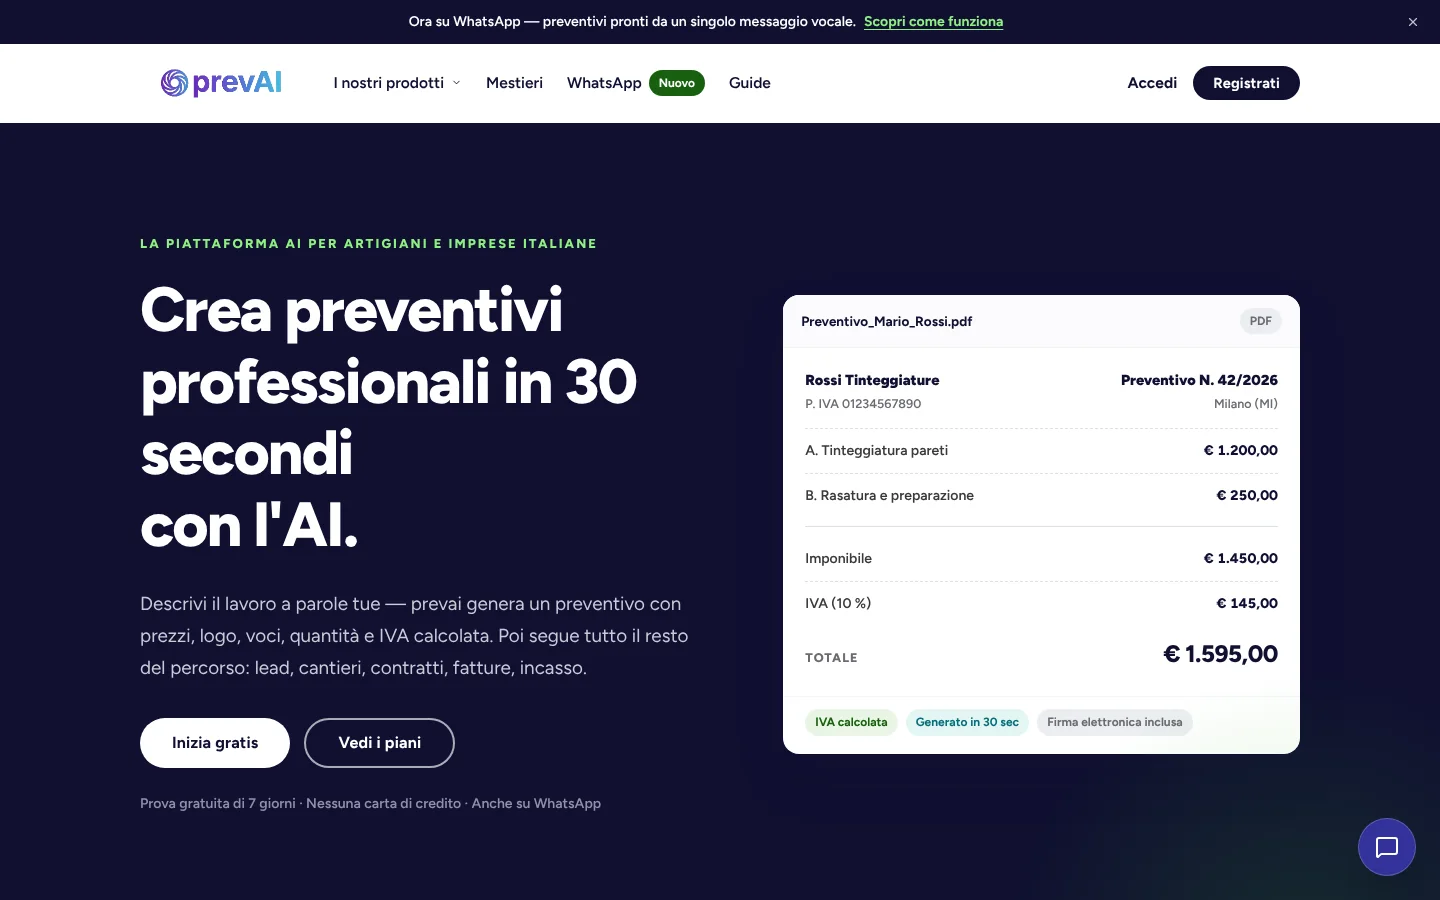 Ora su WhatsApp — preventivi pronti da un singolo messaggio vocale. Scopri come funziona
prevAI
I nostri prodotti
Mestieri
WhatsApp Nuovo
Guide
Accedi
Registrati
LA PIATTAFORMA AI PER ARTIGIANI E IMPRESE ITALIANE
Crea preventivi
professionali in 30
secondi
con l'AI.
Descrivi il lavoro a parole tue — prevai genera un preventivo con
prezzi, logo, voci, quantità e IVA calcolata. Poi segue tutto il resto
del percorso: lead, cantieri, contratti, fatture, incasso.
Inizia gratis
Vedi i piani
Prova gratuita di 7 giorni · Nessuna carta di credito · Anche su WhatsApp
Preventivo_Mario_Rossi.pdf PDF
Rossi Tinteggiature Preventivo N. 42/2026
P. IVA 01234567890 Milano (MI)
A. Tinteggiatura pareti € 1.200,00
B. Rasatura e preparazione € 250,00
Imponibile € 1.450,00
IVA (10 %) € 145,00
TOTALE € 1.595,00
IVA calcolata Generato in 30 sec Firma elettronica inclusa